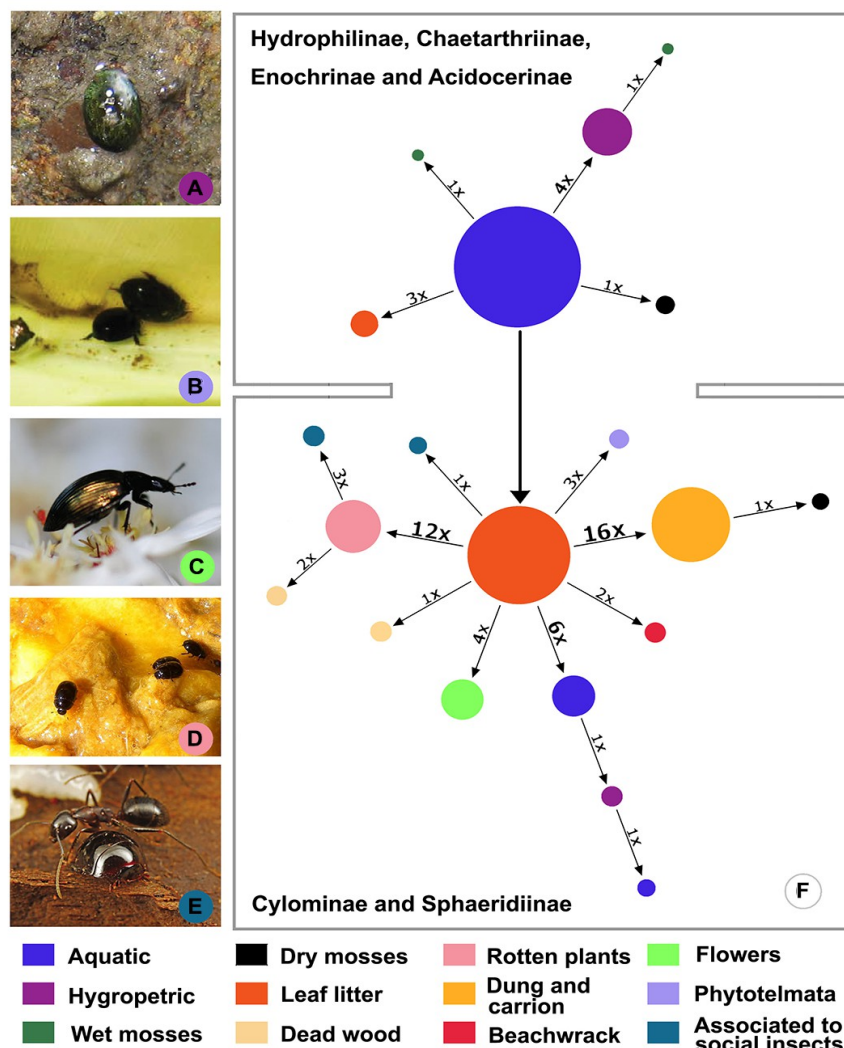 A
B
C
D
E
Hydrophilinae, Chaetarthriinae,
Enochrinae and Acidocerinae
1x
4x
1x
3x
1x
3x
1x
3x
12x
16x
1x
2x
1x
4x
6x
2x
1x
1x
Cylominae and Sphaeridiinae
F
Aquatic
Hygropetric
Wet mosses
Dry mosses
Leaf litter
Dead wood
Rotten plants
Dung and
carrion
Beachwrack
Flowers
Phytotelmata
Associated to
social insects